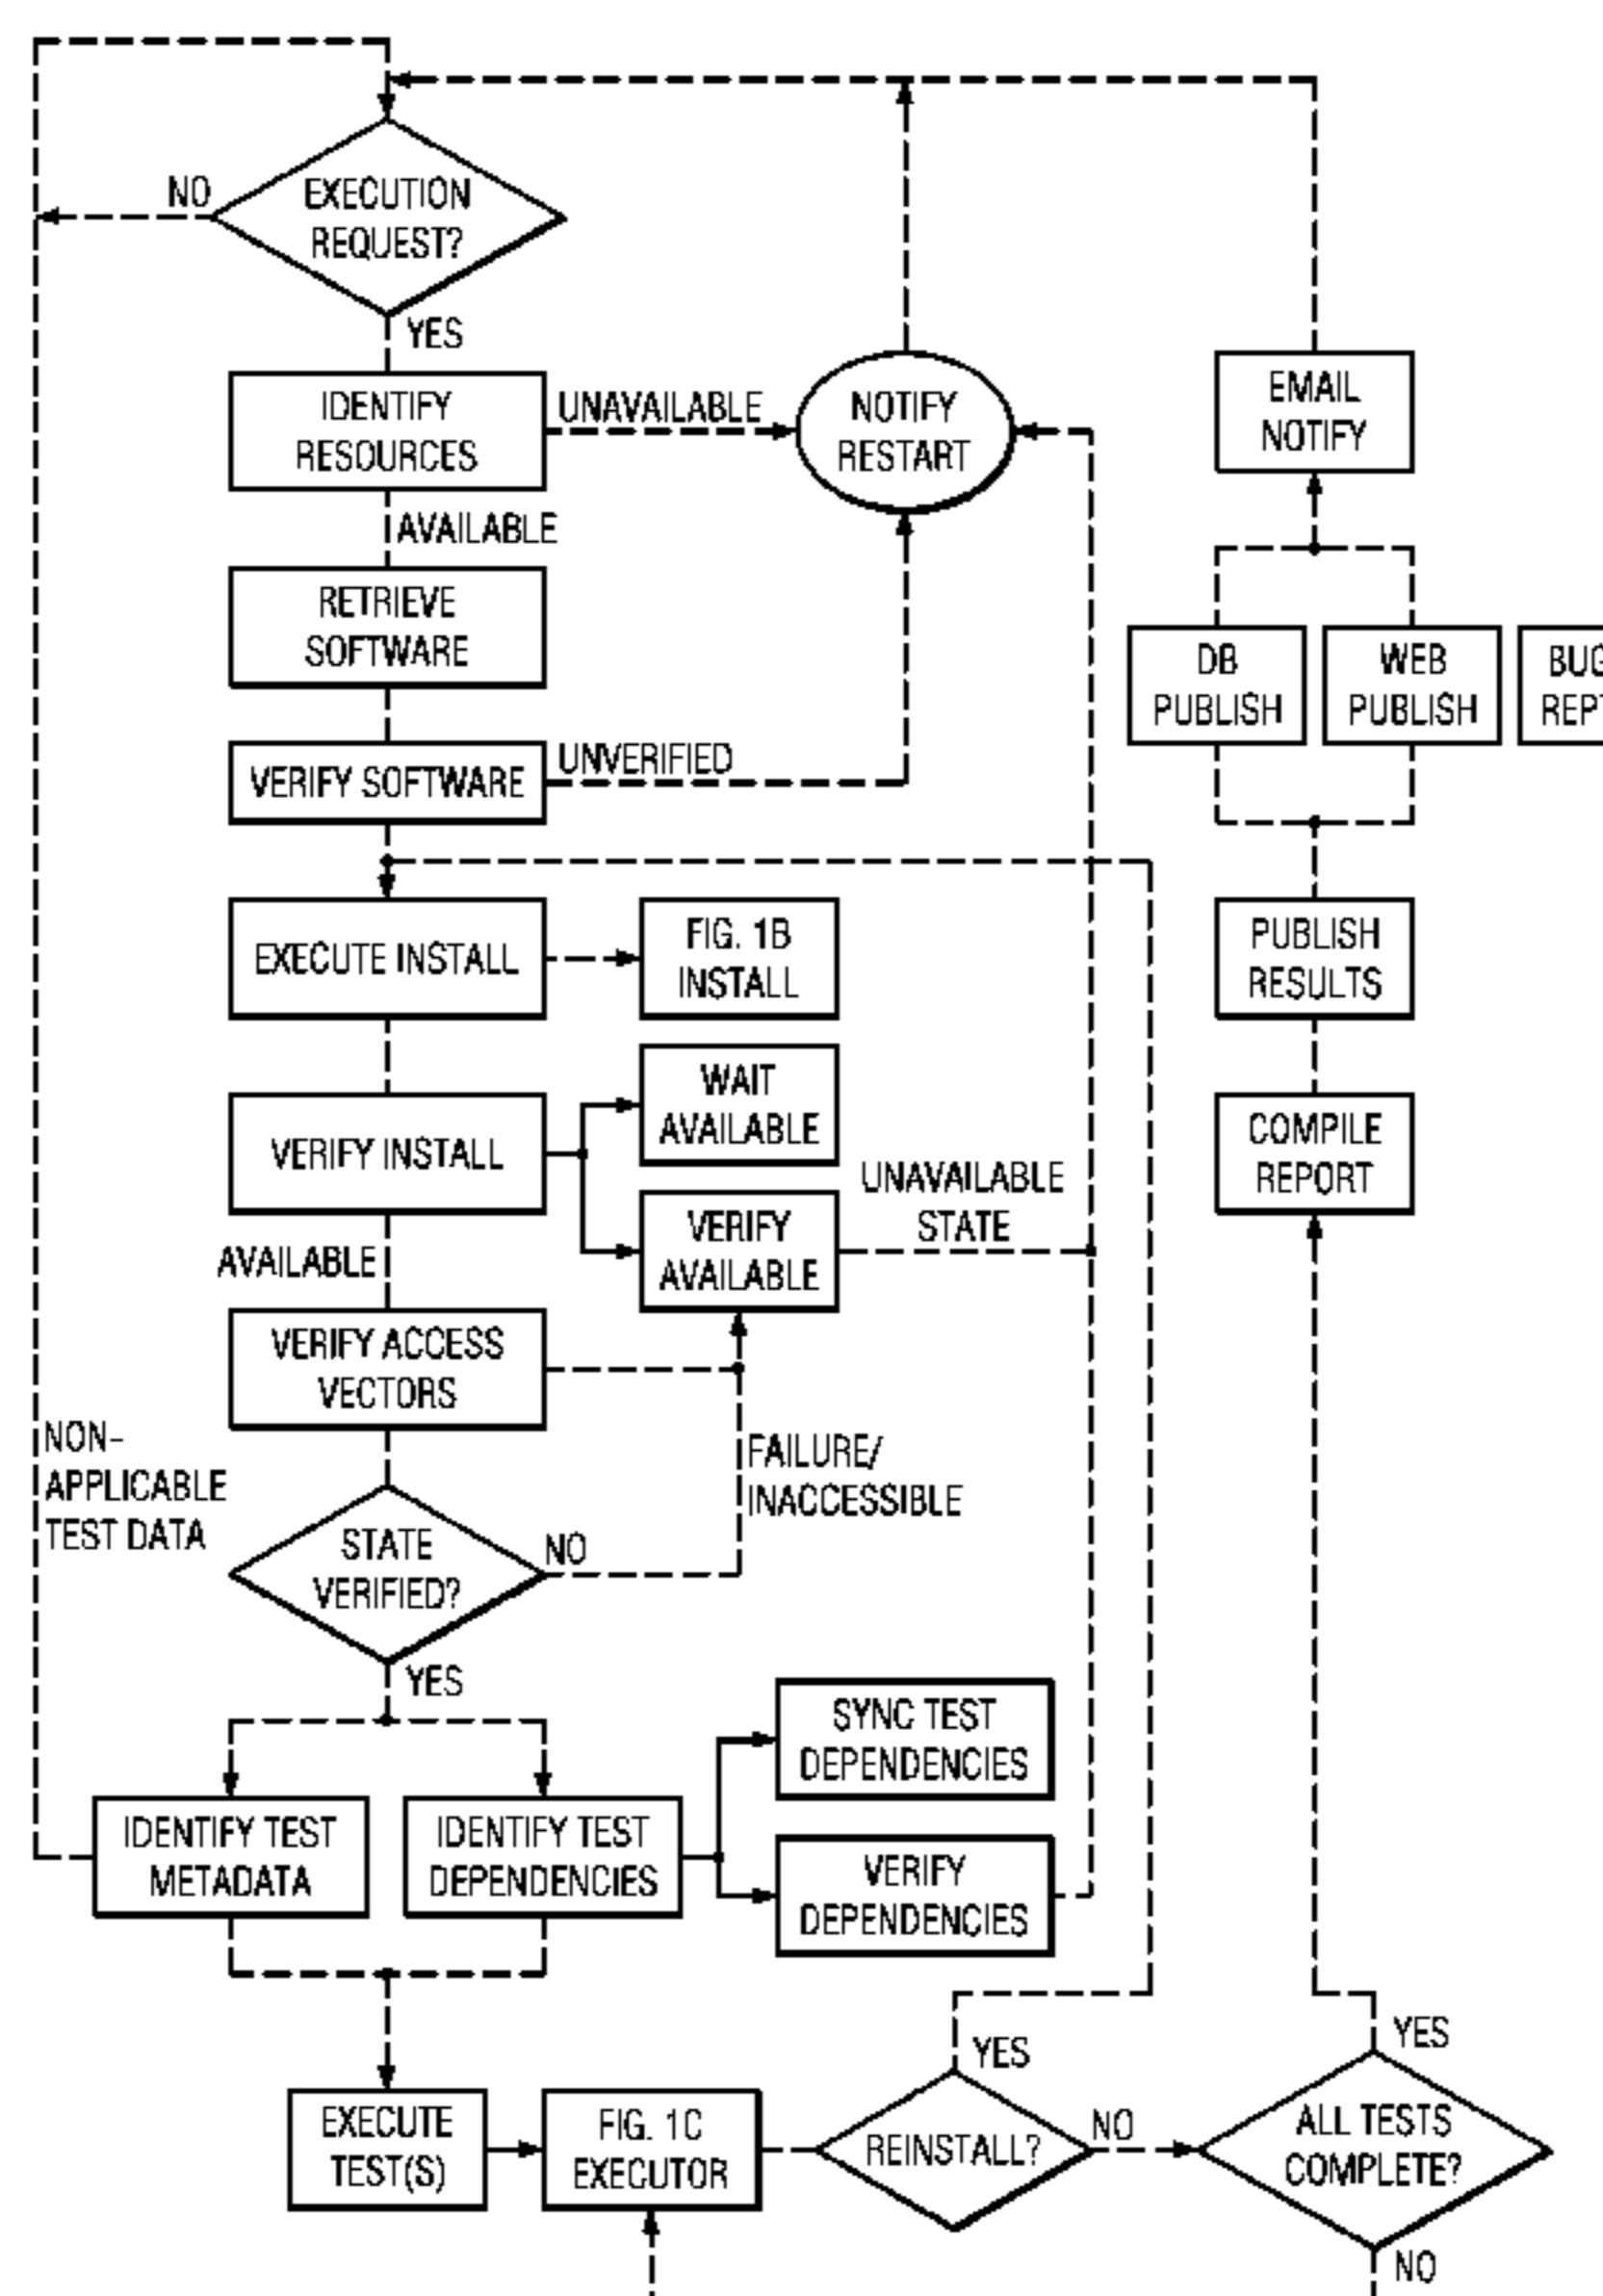 NO
EXECUTION
REQUEST?
YES
IDENTIFY
RESOURCES
UNAVAILABLE
NOTIFY
RESTART
EMAIL
NOTIFY
AVAILABLE
RETRIEVE
SOFTWARE
DB
PUBLISH
WEB
PUBLISH
BUG
REPT
VERIFY SOFTWARE
UNVERIFIED
EXECUTE INSTALL
FIG. 1B
INSTALL
PUBLISH
RESULTS
WAIT
AVAILABLE
VERIFY INSTALL
COMPILE
REPORT
UNAVAILABLE
STATE
VERIFY
AVAILABLE
AVAILABLE
VERIFY ACCESS
VECTORS
NON-
APPLICABLE
TEST DATA
FAILURE/
INACCESSIBLE
STATE
VERIFIED?
NO
YES
SYNC TEST
DEPENDENCIES
IDENTIFY TEST
METADATA
IDENTIFY TEST
DEPENDENCIES
VERIFY
DEPENDENCIES
YES
YES
EXECUTE
TEST(S)
FIG. 1C
EXECUTOR
REINSTALL?
NO
ALL TESTS
COMPLETE?
NO